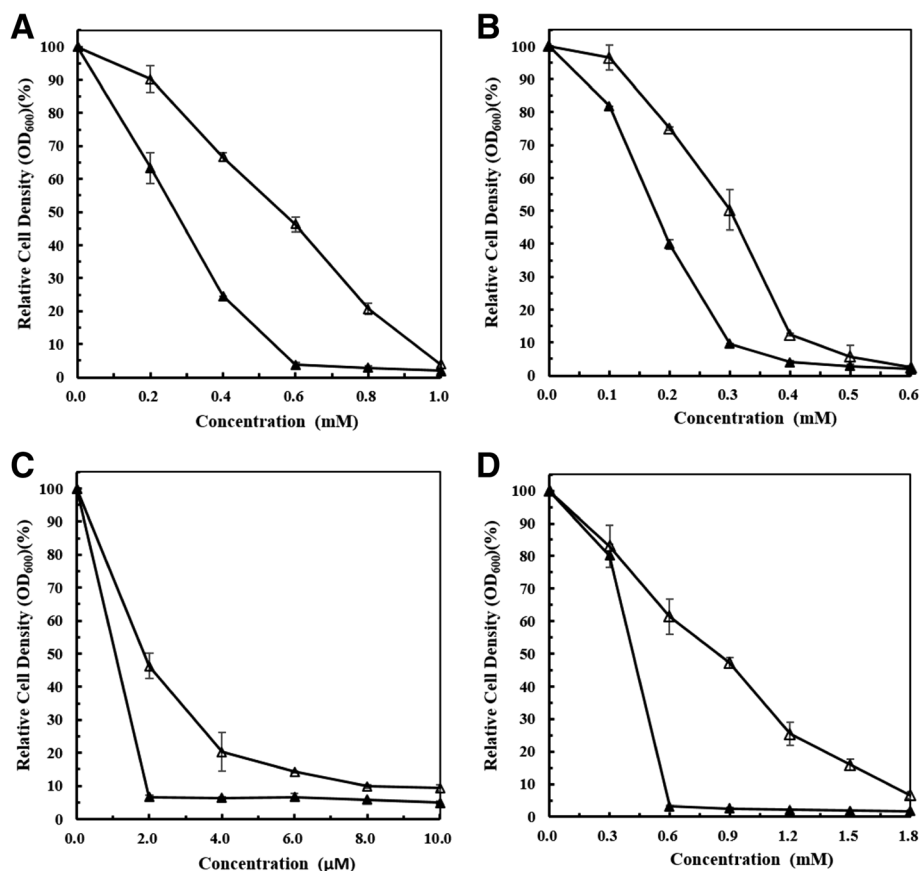 A
Relative Cell Density (OD600)(%)
100
90
80
70
60
50
40
30
20
10
0
0.0 0.2 0.4 0.6 0.8 1.0
Concentration (mM)
B
Relative Cell Density (OD600)(%)
100
90
80
70
60
50
40
30
20
10
0
0.0 0.1 0.2 0.3 0.4 0.5 0.6
Concentration (mM)
C
Relative Cell Density (OD600)(%)
100
90
80
70
60
50
40
30
20
10
0
0.0 2.0 4.0 6.0 8.0 10.0
Concentration (μM)
D
Relative Cell Density (OD600)(%)
100
90
80
70
60
50
40
30
20
10
0
0.0 0.3 0.6 0.9 1.2 1.5 1.8
Concentration (mM)